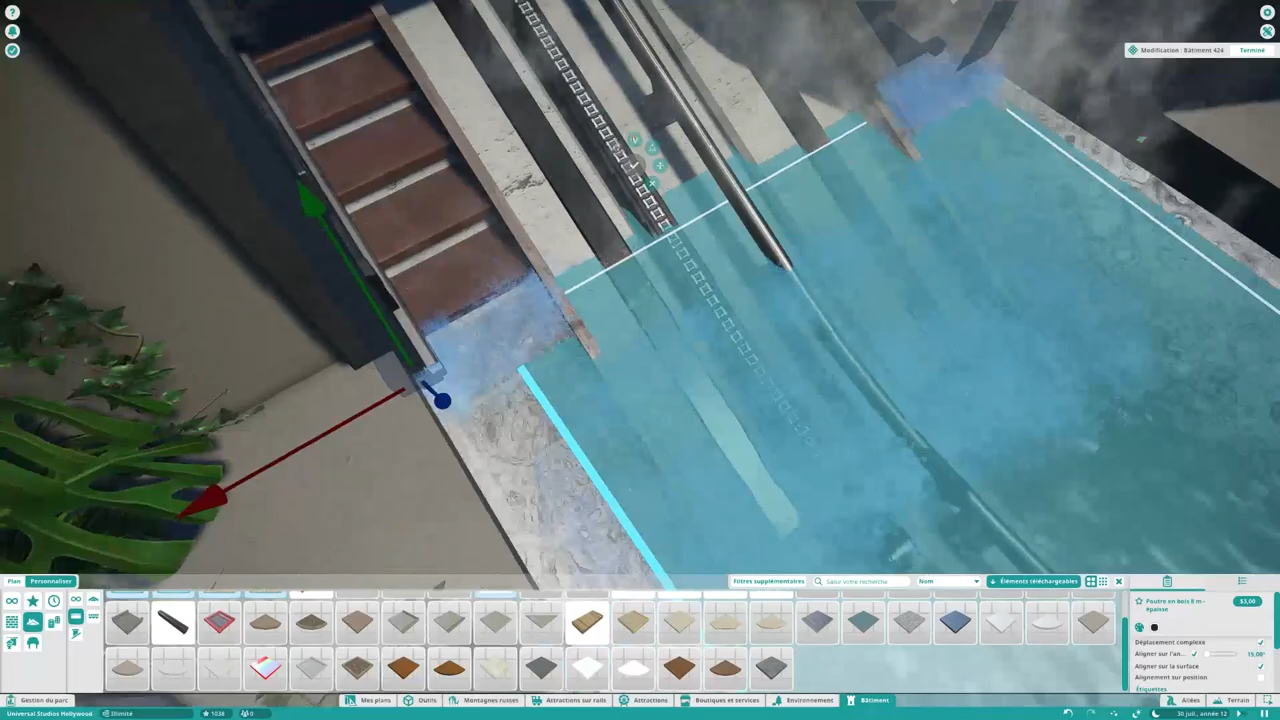 Modification : Bâtiment 424
Terminé
Plan
Personnaliser
Filtres supplémentaires
Saisir votre recherche
Nom
Éléments téléchargeables
Poutre en bois 8 m - épaisse
$3,00
Déplacement complexe
Aligner sur l'an...
15,00°
Aligner sur la surface
Alignement sur position
Étiquettes
Gestion du parc
Mes plans
Outils
Montagnes russes
Attractions sur rails
Attractions
Boutiques et services
Environnement
Bâtiment
Allées
Terrain
Universal Studios Hollywood
Illimité
1038
0
30 juil., année 12